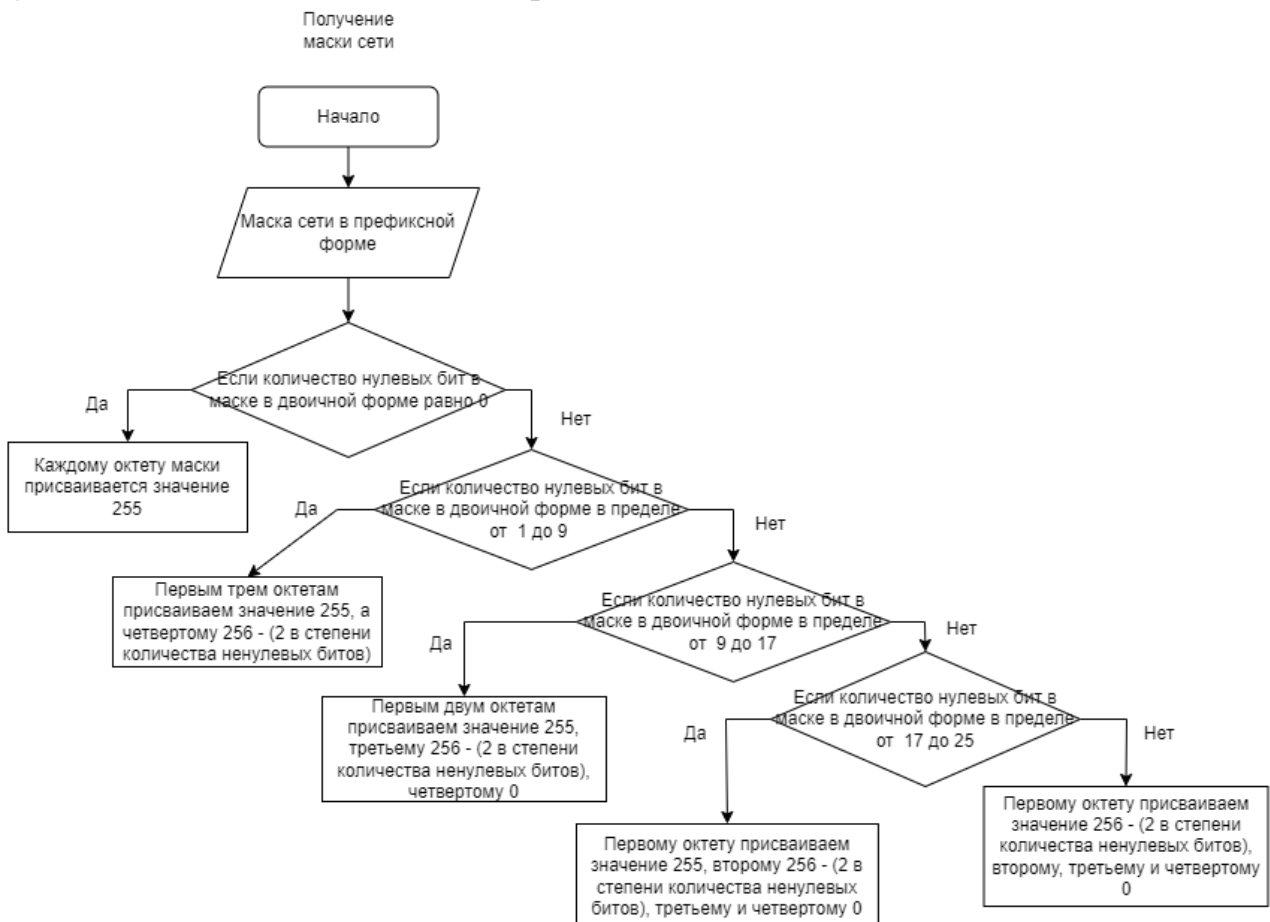 Получение
маски сети
Начало
Маска сети в префиксной
форме
Если количество нулевых бит в
маске в двоичной форме равно 0
Да
Нет
Каждому октету маски
присваивается значение
255
Если количество нулевых бит в
маске в двоичной форме в пределе
от 1 до 9
Да
Нет
Первым трем октетам
присваиваем значение 255, а
четвертому 256 - (2 в степени
количества ненулевых битов)
Если количество нулевых бит в
маске в двоичной форме в пределе
от 9 до 17
Да
Нет
Первым двум октетам
присваиваем значение 255,
третьему 256 - (2 в степени
количества ненулевых битов),
четвертому 0
Если количество нулевых бит в
маске в двоичной форме в пределе
от 17 до 25
Да
Нет
Первому октету присваиваем
значение 255, второму 256 - (2 в
степени количества ненулевых
битов), третьему и четвертому 0
Первому октету присваиваем
значение 256 - (2 в степени
количества ненулевых битов),
второму, третьему и четвертому
0